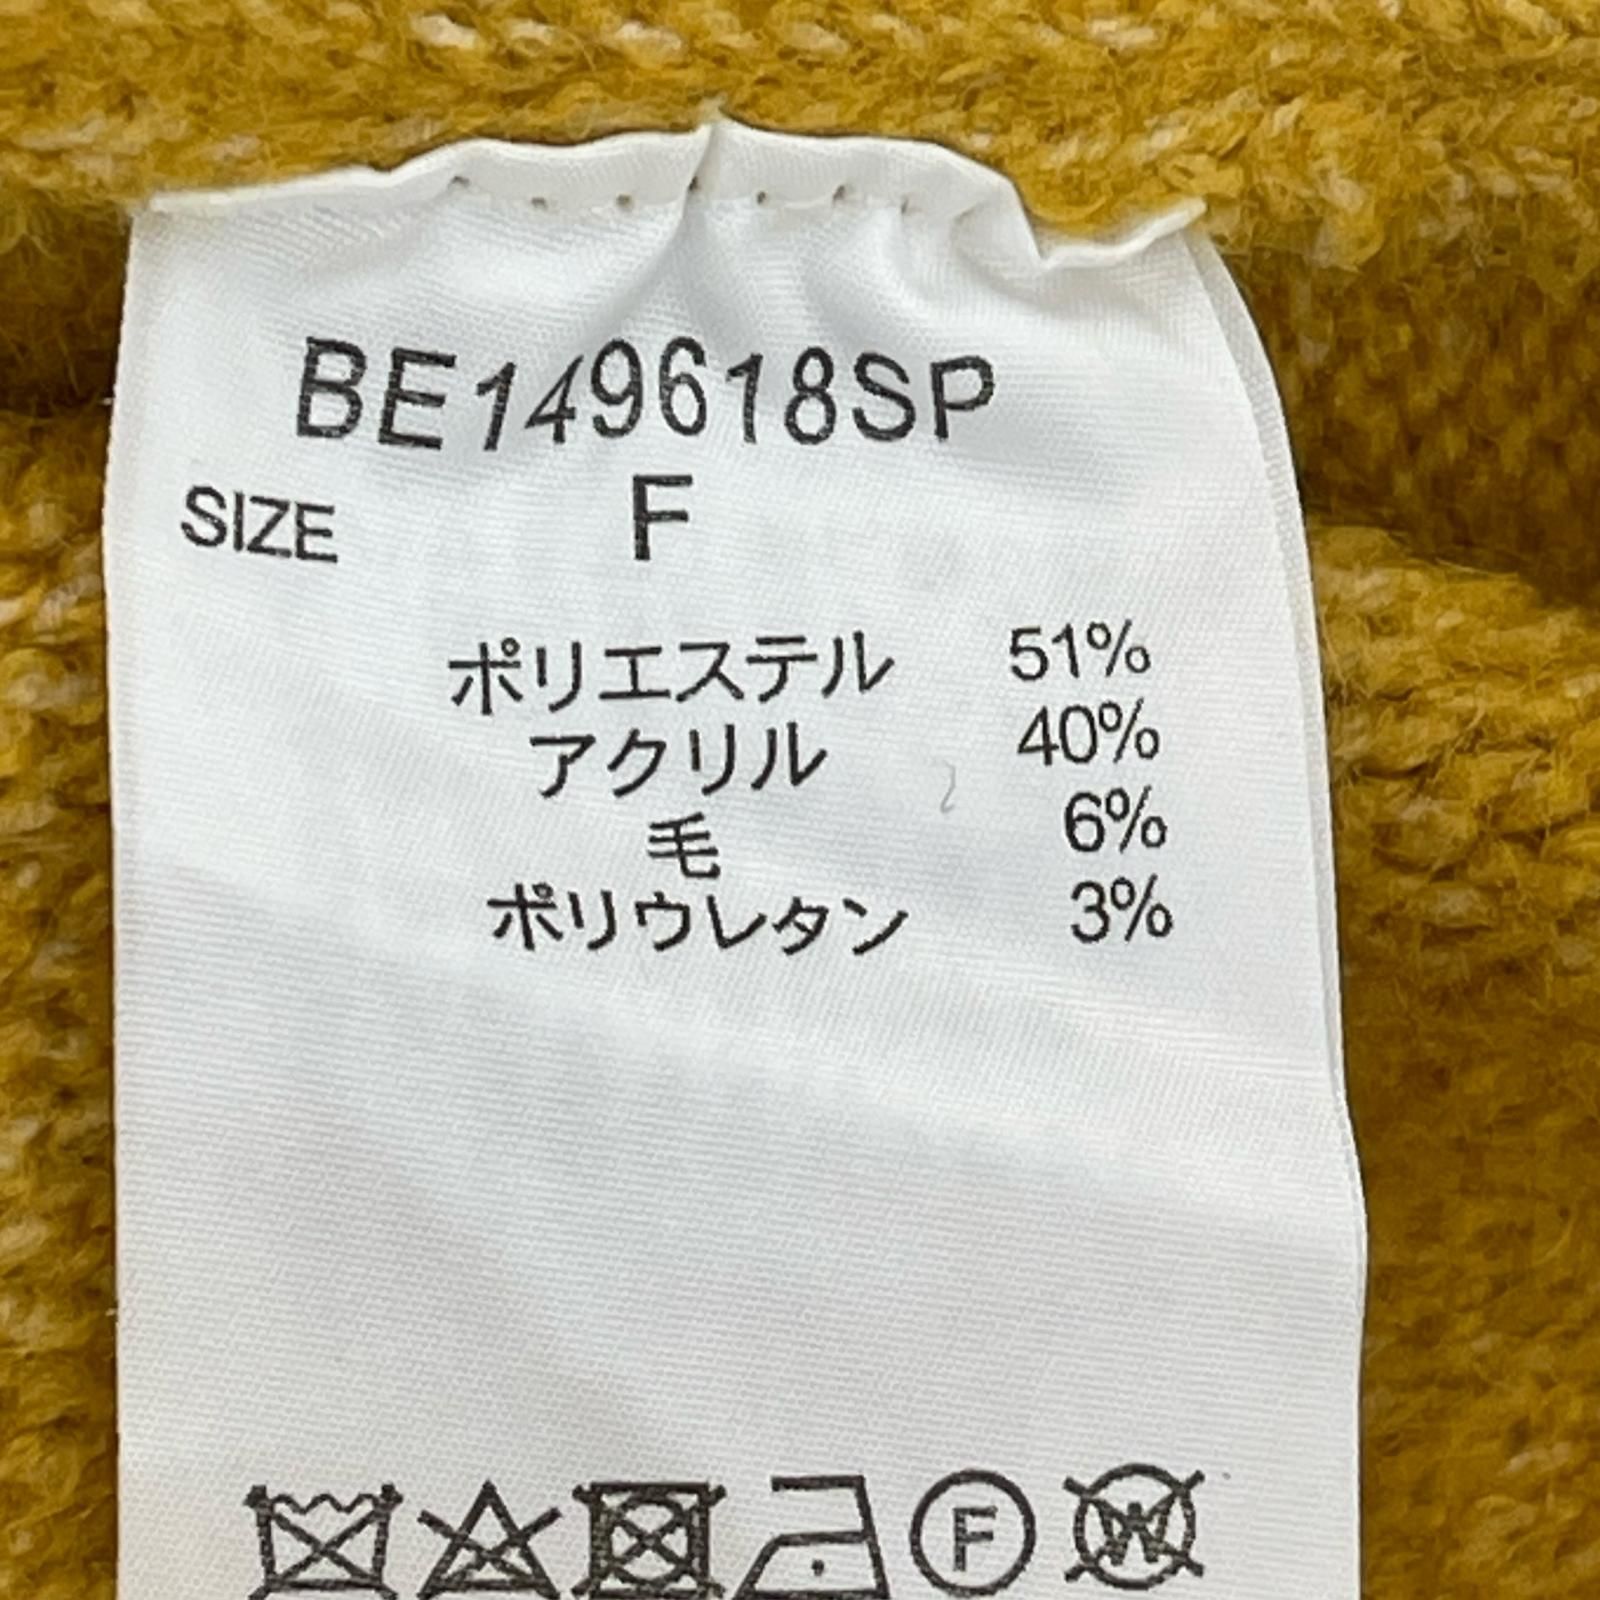 BE149618SP
SIZE F
ポリエステル 51%
アクリル 40%
毛 6%
ポリウレタン 3%
F W